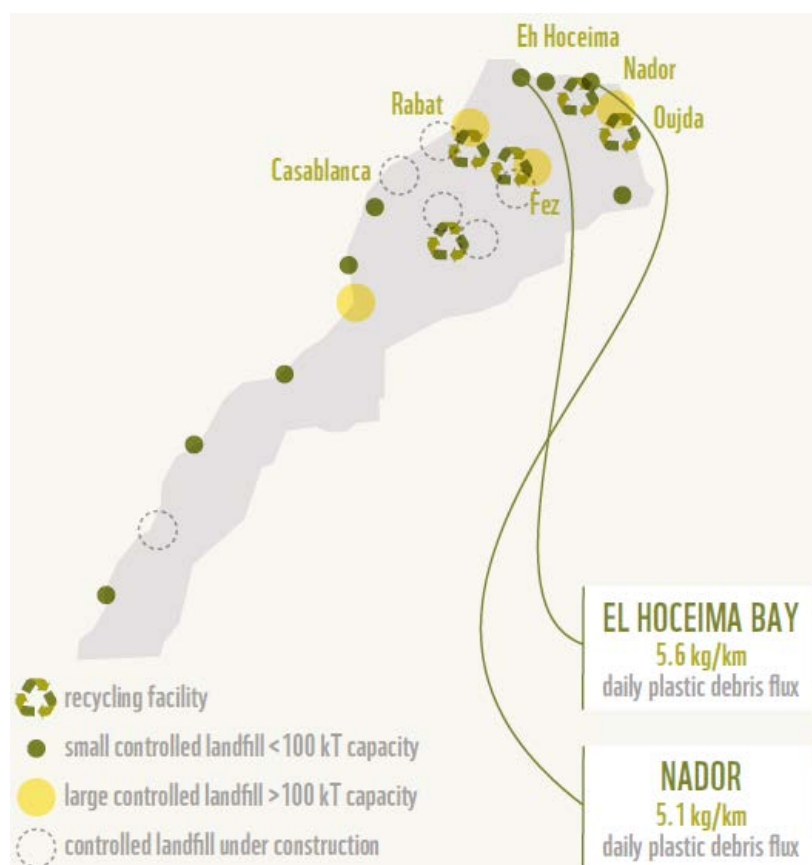 Eh Hoceima
Nador
Rabat
Oujda
Casablanca
Fez
EL HOCEIMA BAY
5.6 kg/km
daily plastic debris flux
recycling facility
small controlled landfill <100 kT capacity
large controlled landfill >100 kT capacity
controlled landfill under construction
NADOR
5.1 kg/km
daily plastic debris flux